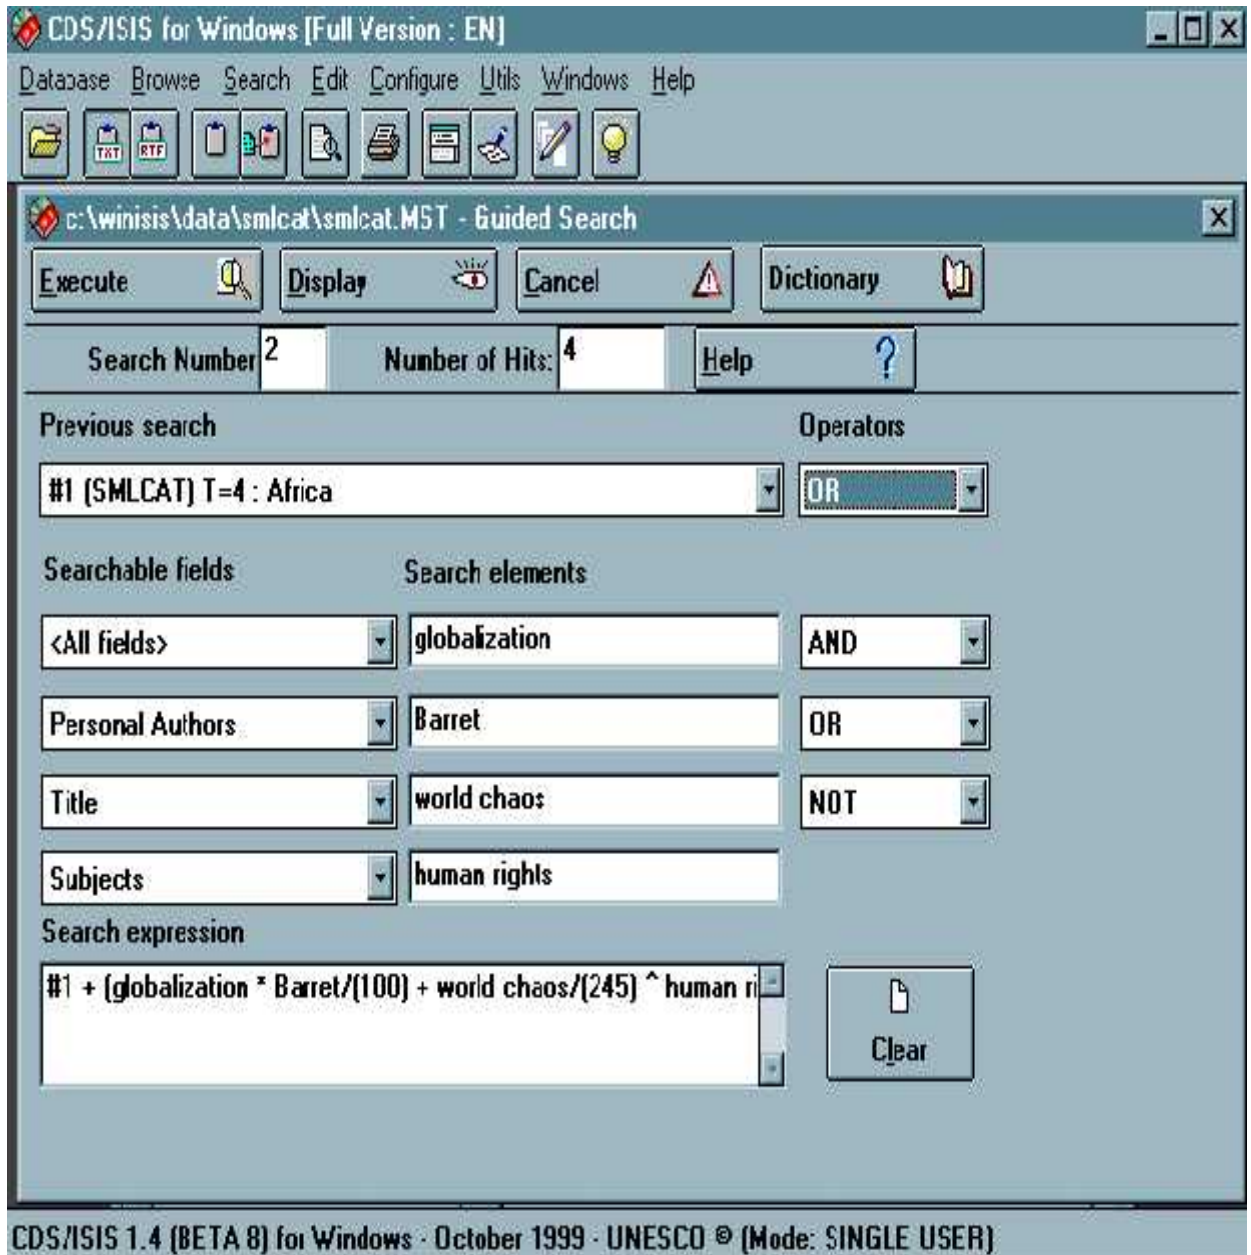 CDS/ISIS for Windows [Full Version : EN]
Database Browse Search Edit Configure Utils Windows Help
TXT RTF
c:\winisis\data\smlcat\smlcat.MST - Guided Search
Execute Display Cancel Dictionary
Search Number 2 Number of Hits: 4 Help ?
Previous search Operators
#1 (SMLCAT) T=4 : Africa OR
Searchable fields Search elements
<All fields> globalization AND
Personal Authors Barret OR
Title world chaos NOT
Subjects human rights
Search expression
#1 + (globalization * Barret/(100) + world chaos/(245) ^ human ri
Clear
CDS/ISIS 1.4 (BETA 8) for Windows - October 1999 - UNESCO © (Mode: SINGLE USER)